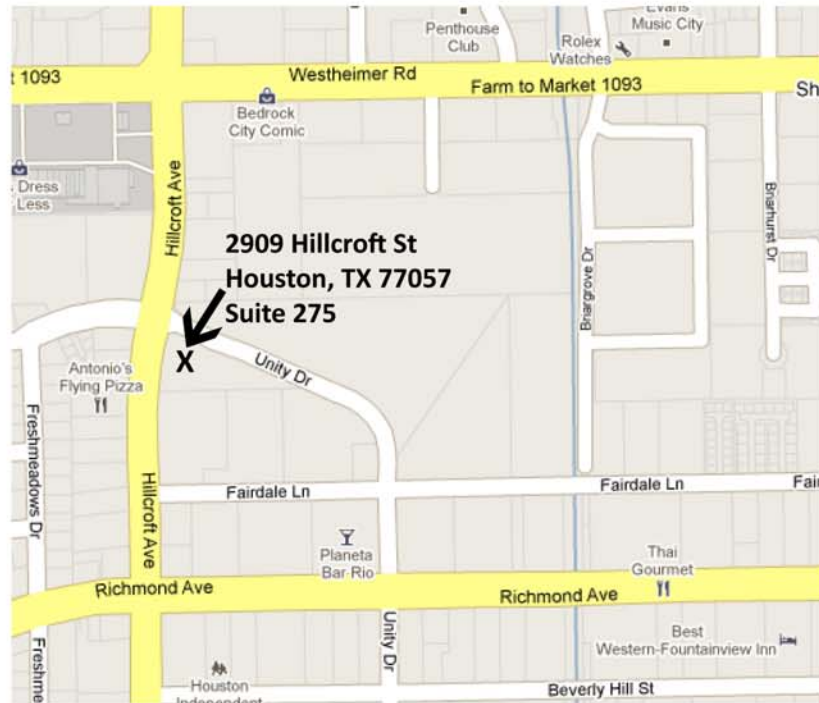 Penthouse
Club
Evans
Music City
Rolex
Watches
t 1093
Westheimer Rd
Farm to Market 1093
Sh
Bedrock
City Comic
Dress
Less
Hillcroft Ave
Briarhurst Dr
2909 Hillcroft St
Houston, TX 77057
Suite 275
Briargrove Dr
X
Unity Dr
Antonio's
Flying Pizza
Freshmeadows Dr
Hillcroft Ave
Fairdale Ln
Fairdale Ln
Fai
Planeta
Bar Rio
Thai
Gourmet
Richmond Ave
Richmond Ave
Unity Dr
Best
Western-Fountainview Inn
Freshme
Houston
Independent
Beverly Hill St